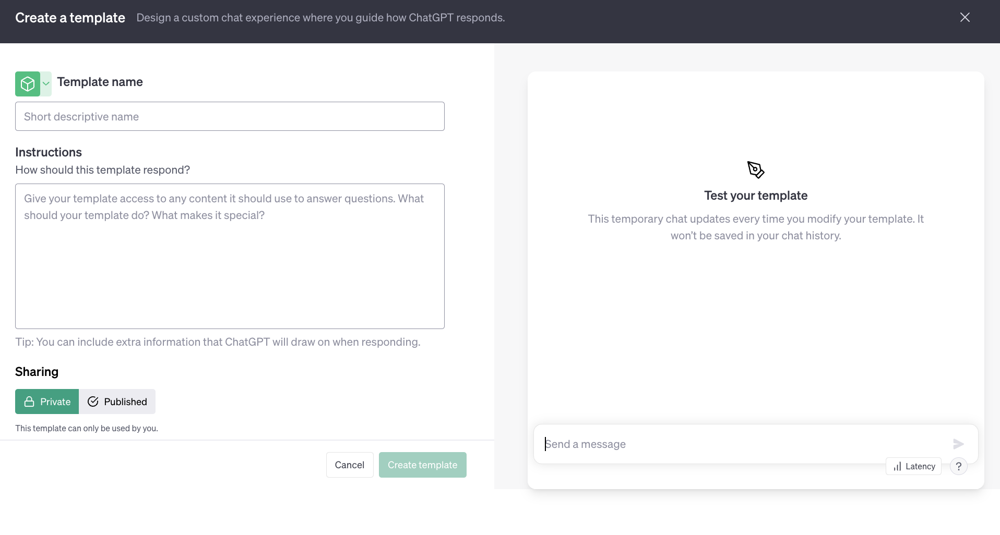 Create a template
Design a custom chat experience where you guide how ChatGPT responds.
Template name
Short descriptive name
Instructions
How should this template respond?
Give your template access to any content it should use to answer questions. What
should your template do? What makes it special?
Tip: You can include extra information that ChatGPT will draw on when responding.
Sharing
Private
Published
This template can only be used by you.
Cancel
Create template
Test your template
This temporary chat updates every time you modify your template. It
won’t be saved in your chat history.
Send a message
Latency
?